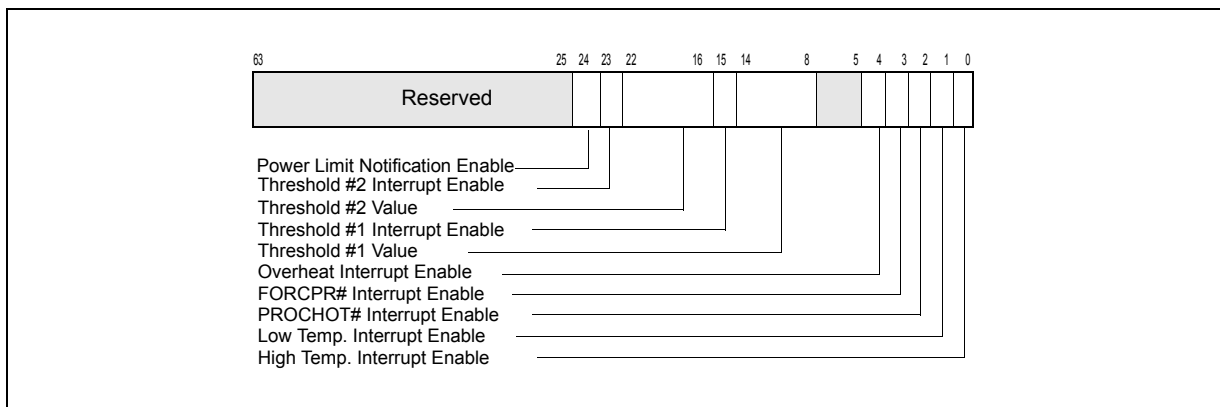 63 25 24 23 22 16 15 14 8 5 4 3 2 1 0
Reserved
Power Limit Notification Enable
Threshold #2 Interrupt Enable
Threshold #2 Value
Threshold #1 Interrupt Enable
Threshold #1 Value
Overheat Interrupt Enable
FORCPR# Interrupt Enable
PROCHOT# Interrupt Enable
Low Temp. Interrupt Enable
High Temp. Interrupt Enable